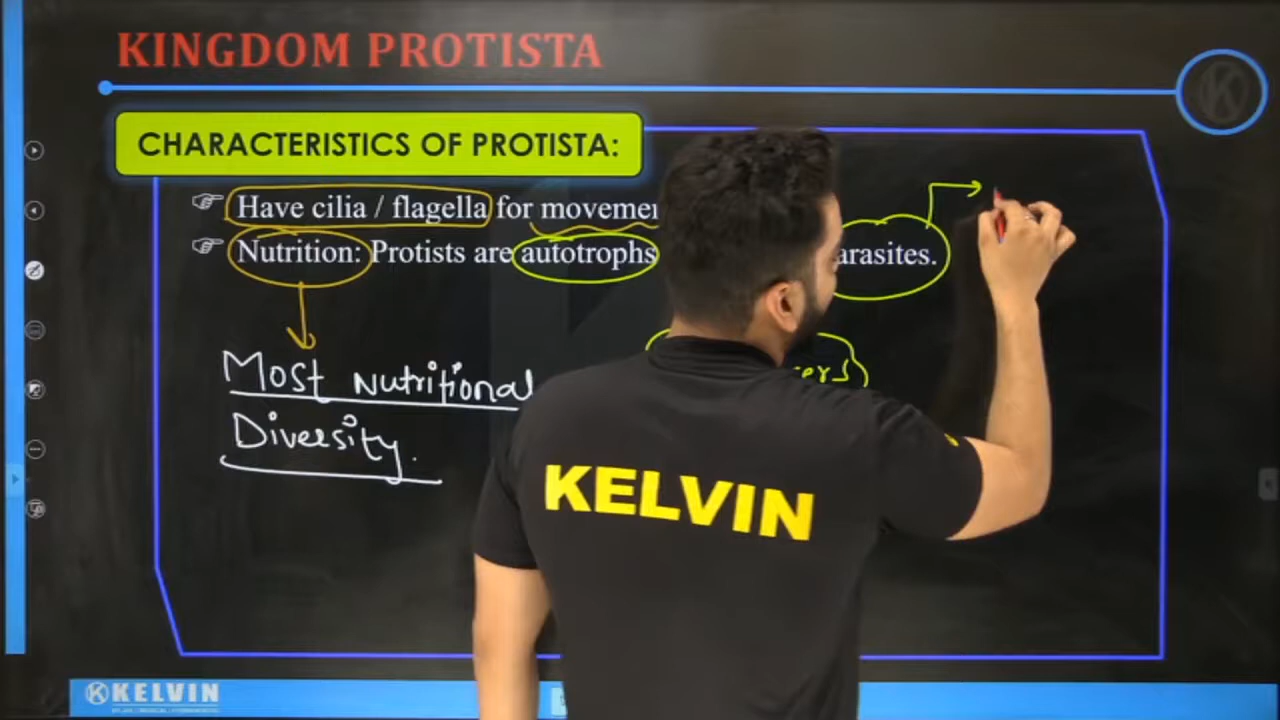 KINGDOM PROTISTA
CHARACTERISTICS OF PROTISTA:
Have cilia / flagella for movemen
Nutrition: Protists are autotrophs arasites.
Most Nutritional
Diversity.
KELVIN
KELVIN